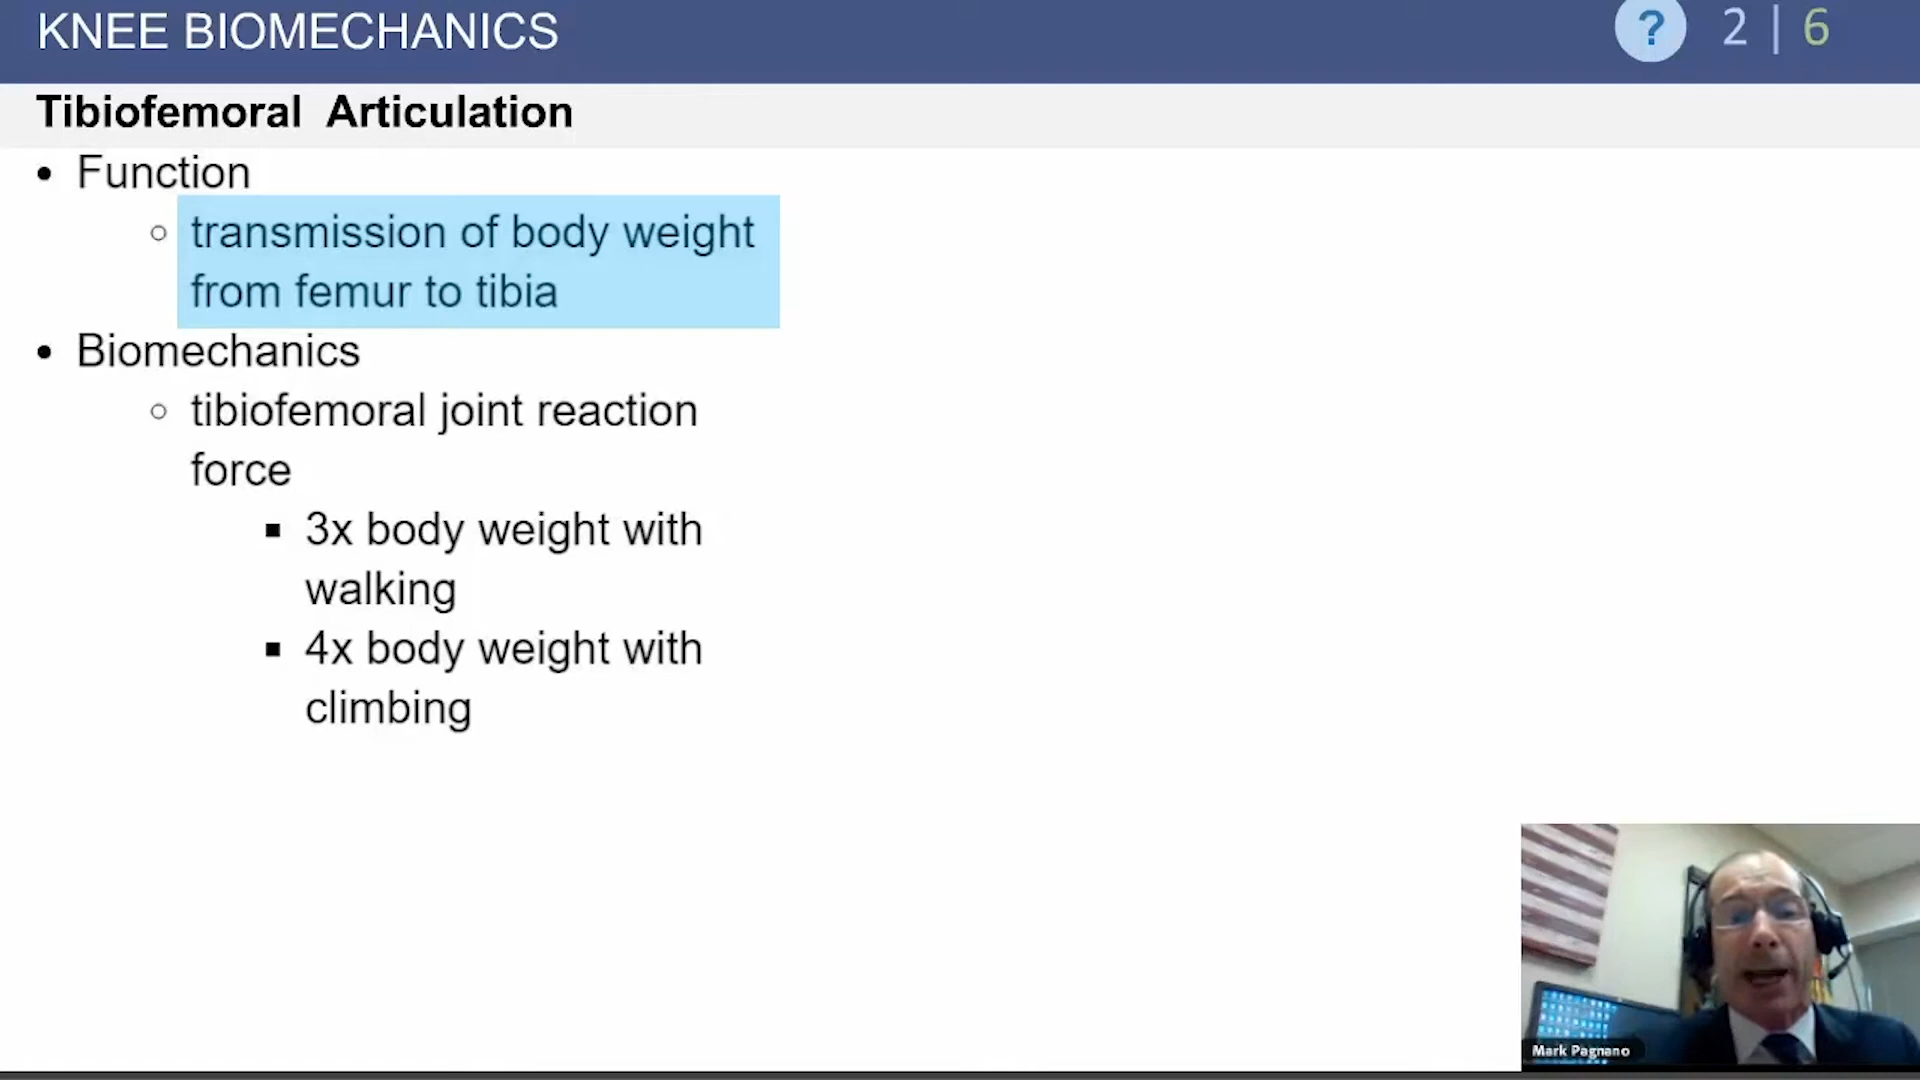 KNEE BIOMECHANICS
? 2 | 6
Tibiofemoral Articulation
• Function
○ transmission of body weight
from femur to tibia
• Biomechanics
○ tibiofemoral joint reaction
force
▪ 3x body weight with
walking
▪ 4x body weight with
climbing
Mark Pagnano